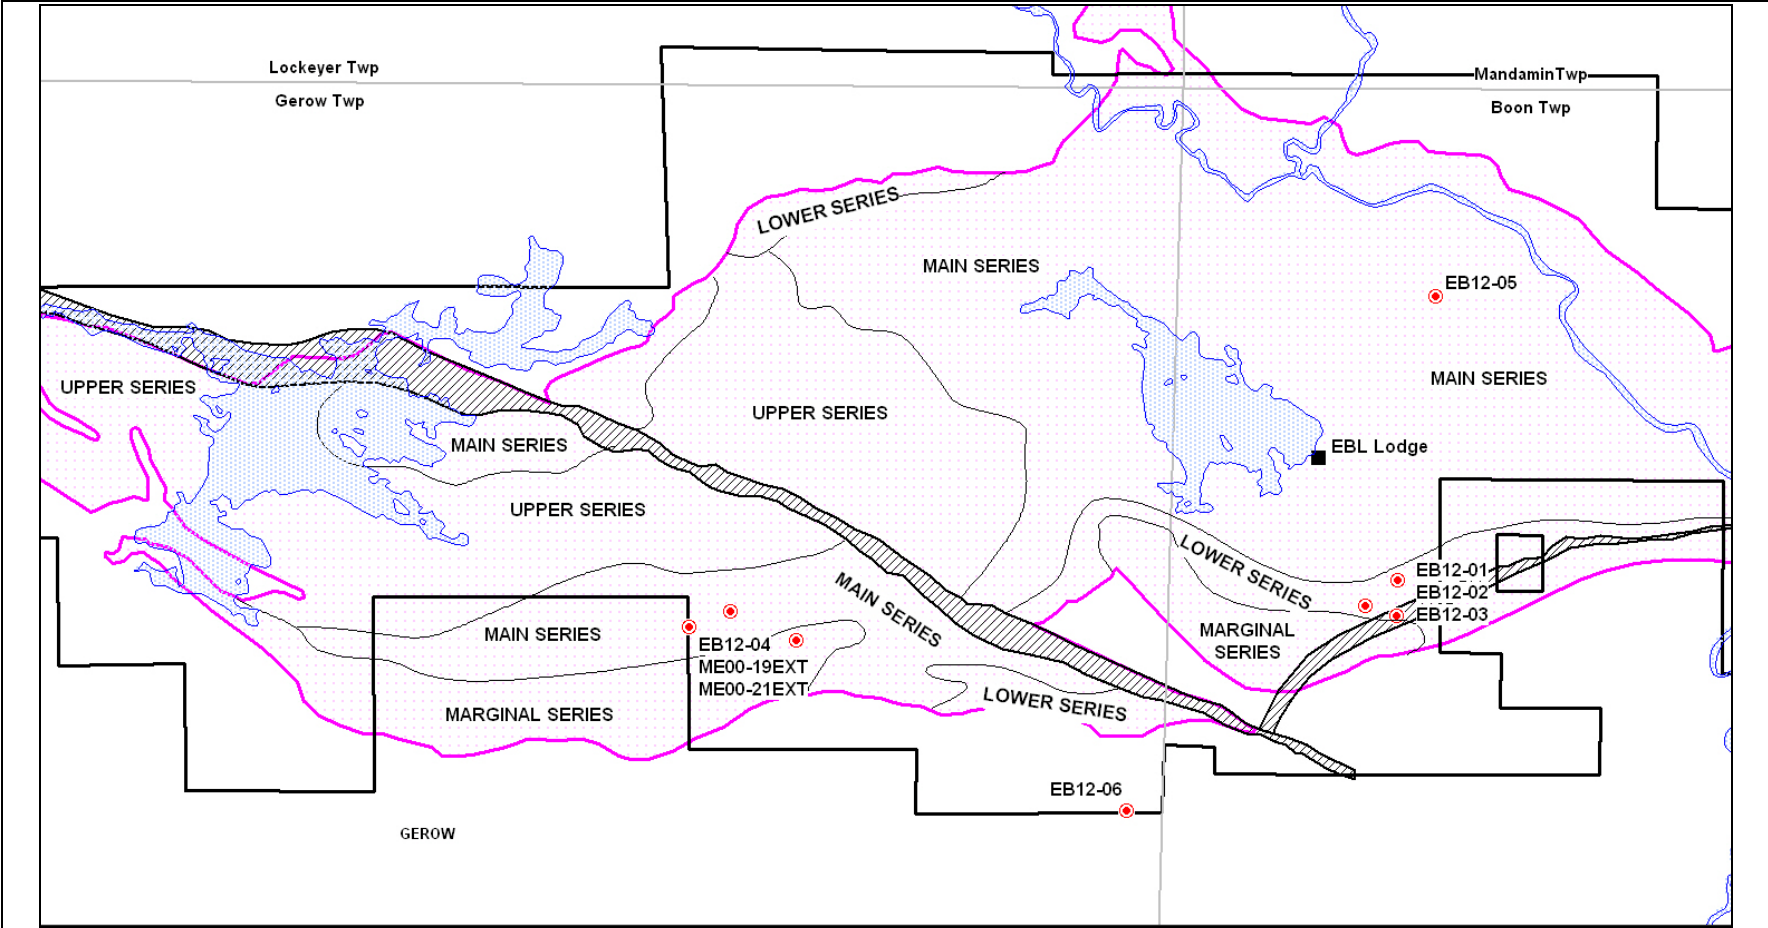 Lockeyer Twp
MandaminTwp
Gerow Twp
Boon Twp
LOWER SERIES
MAIN SERIES
EB12-05
UPPER SERIES
MAIN SERIES
UPPER SERIES
MAIN SERIES
EBL Lodge
UPPER SERIES
LOWER SERIES
EB12-01
EB12-02
EB12-03
MAIN SERIES
MAIN SERIES
MARGINAL
SERIES
EB12-04
ME00-19EXT
ME00-21EXT
LOWER SERIES
MARGINAL SERIES
EB12-06
GEROW